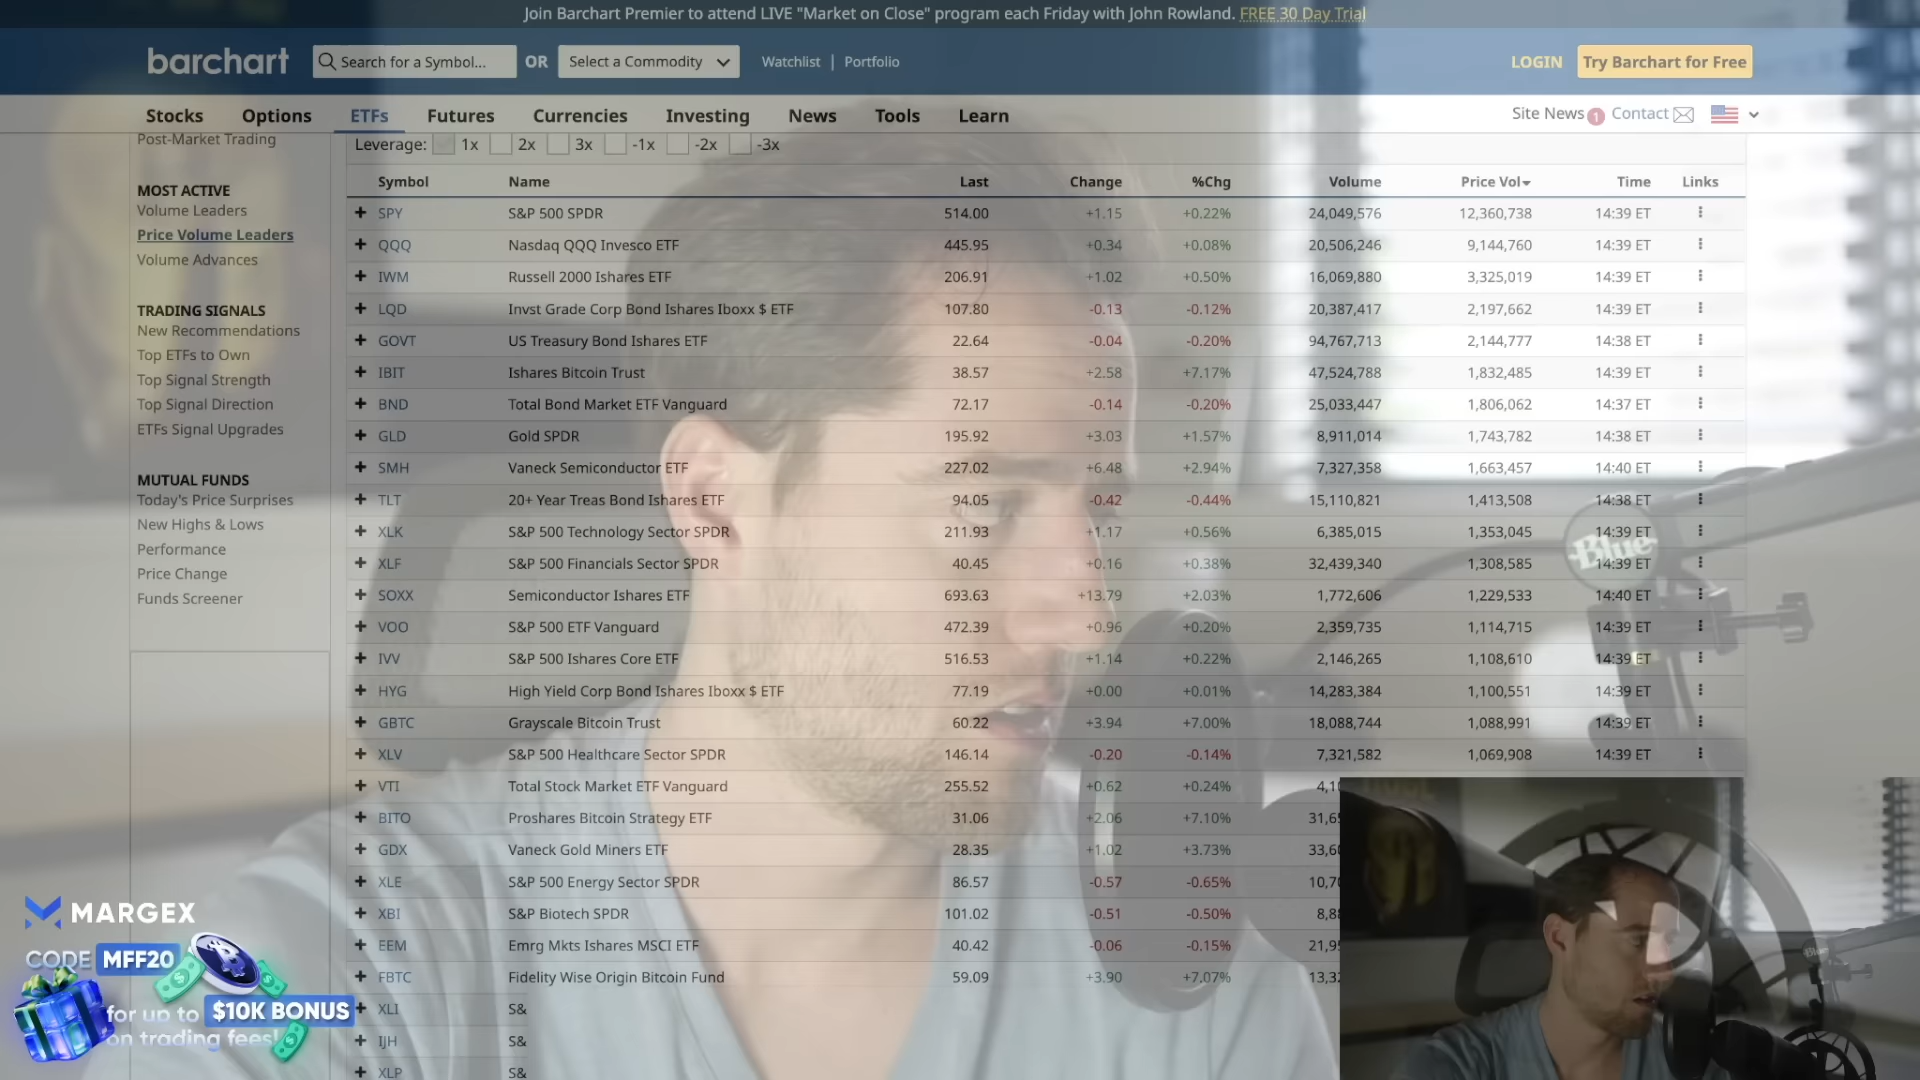 Join Barchart Premier to attend LIVE "Market on Close" program each Friday with John Rowland. FREE 30 Day Trial
barchart Search for a Symbol... OR Select a Commodity Watchlist | Portfolio LOGIN Try Barchart for Free
Stocks Options ETFs Futures Currencies Investing News Tools Learn Site News 1 Contact
Post-Market Trading
MOST ACTIVE
Volume Leaders
Price Volume Leaders
Volume Advances
TRADING SIGNALS
New Recommendations
Top ETFs to Own
Top Signal Strength
Top Signal Direction
ETFs Signal Upgrades
MUTUAL FUNDS
Today's Price Surprises
New Highs & Lows
Performance
Price Change
Funds Screener
Leverage: 1x 2x 3x -1x -2x -3x
Symbol Name Last Change %Chg Volume Price Vol Time Links
SPY S&P 500 SPDR 514.00 +1.15 +0.22% 24,049,576 12,360,738 14:39 ET
QQQ Nasdaq QQQ Invesco ETF 445.95 +0.34 +0.08% 20,506,246 9,144,760 14:39 ET
IWM Russell 2000 Ishares ETF 206.91 +1.02 +0.50% 16,069,880 3,325,019 14:39 ET
LQD Invst Grade Corp Bond Ishares Iboxx $ ETF 107.80 -0.13 -0.12% 20,387,417 2,197,662 14:39 ET
GOVT US Treasury Bond Ishares ETF 22.64 -0.04 -0.20% 94,767,713 2,144,777 14:38 ET
IBIT Ishares Bitcoin Trust 38.57 +2.58 +7.17% 47,524,788 1,832,485 14:39 ET
BND Total Bond Market ETF Vanguard 72.17 -0.14 -0.20% 25,033,447 1,806,062 14:37 ET
GLD Gold SPDR 195.92 +3.03 +1.57% 8,911,014 1,743,782 14:38 ET
SMH Vaneck Semiconductor ETF 227.02 +6.48 +2.94% 7,327,358 1,663,457 14:40 ET
TLT 20+ Year Treas Bond Ishares ETF 94.05 -0.42 -0.44% 15,110,821 1,413,508 14:38 ET
XLK S&P 500 Technology Sector SPDR 211.93 +1.17 +0.56% 6,385,015 1,353,045 14:39 ET
XLF S&P 500 Financials Sector SPDR 40.45 +0.16 +0.38% 32,439,340 1,308,585 14:39 ET
SOXX Semiconductor Ishares ETF 693.63 +13.79 +2.03% 1,772,606 1,229,533 14:40 ET
VOO S&P 500 ETF Vanguard 472.39 +0.96 +0.20% 2,359,735 1,114,715 14:39 ET
IVV S&P 500 Ishares Core ETF 516.53 +1.14 +0.22% 2,146,265 1,108,610 14:39 ET
HYG High Yield Corp Bond Ishares Iboxx $ ETF 77.19 +0.00 +0.01% 14,283,384 1,100,551 14:39 ET
GBTC Grayscale Bitcoin Trust 60.22 +3.94 +7.00% 18,088,744 1,088,991 14:39 ET
XLV S&P 500 Healthcare Sector SPDR 146.14 -0.20 -0.14% 7,321,582 1,069,908 14:39 ET
VTI Total Stock Market ETF Vanguard 255.52 +0.62 +0.24%
BITO Proshares Bitcoin Strategy ETF 31.06 +2.06 +7.10%
GDX Vaneck Gold Miners ETF 28.35 +1.02 +3.73%
XLE S&P 500 Energy Sector SPDR 86.57 -0.57 -0.65%
XBI S&P Biotech SPDR 101.02 -0.51 -0.50%
EEM Emrg Mkts Ishares MSCI ETF 40.42 -0.06 -0.15%
FBTC Fidelity Wise Origin Bitcoin Fund 59.09 +3.90 +7.07%
XLI S&
IJH S&
XLP S&
Blue
MARGEX
CODE MFF20
for up to $10K BONUS
on trading fees!